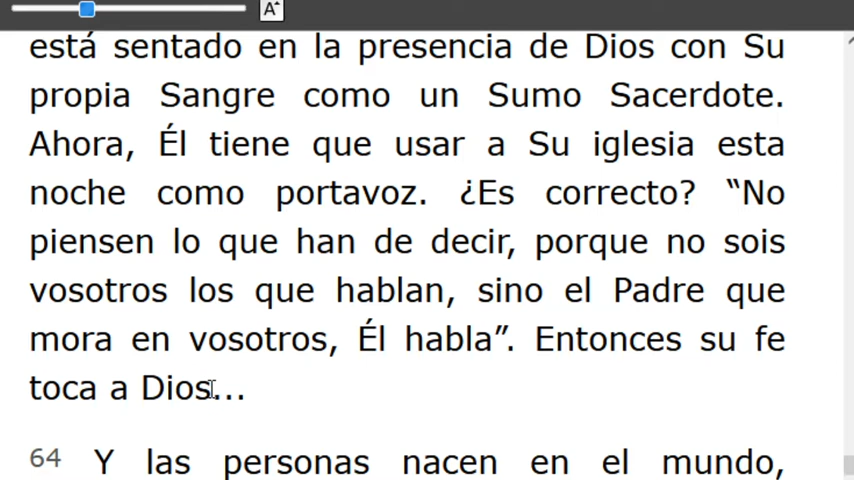 A
está sentado en la presencia de Dios con Su
propia Sangre como un Sumo Sacerdote.
Ahora, Él tiene que usar a Su iglesia esta
noche como portavoz. ¿Es correcto? “No
piensen lo que han de decir, porque no sois
vosotros los que hablan, sino el Padre que
mora en vosotros, Él habla”. Entonces su fe
toca a Dios...
64 Y las personas nacen en el mundo,